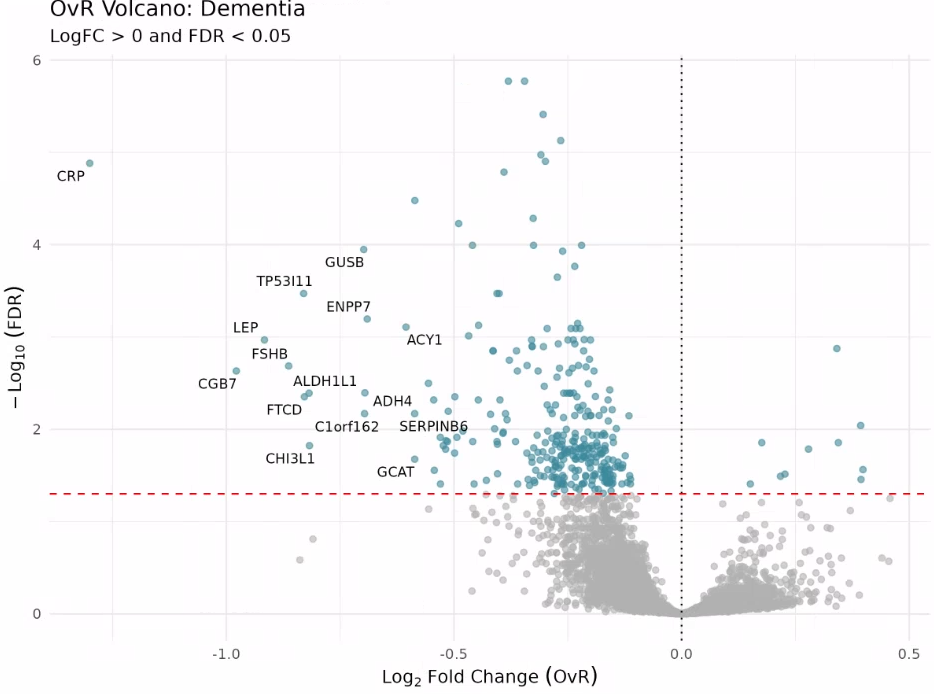 OvR Volcano: Dementia
LogFC > 0 and FDR < 0.05
6
CRP
4
GUSB
TP53I11
ENPP7
LEP
ACY1
FSHB
CGB7
ALDH1L1
ADH4
FTCD
2
C1orf162
SERPINB6
CHI3L1
GCAT
0
−Log₁₀ (FDR)
-1.0 -0.5 0.0 0.5
Log₂ Fold Change (OvR)